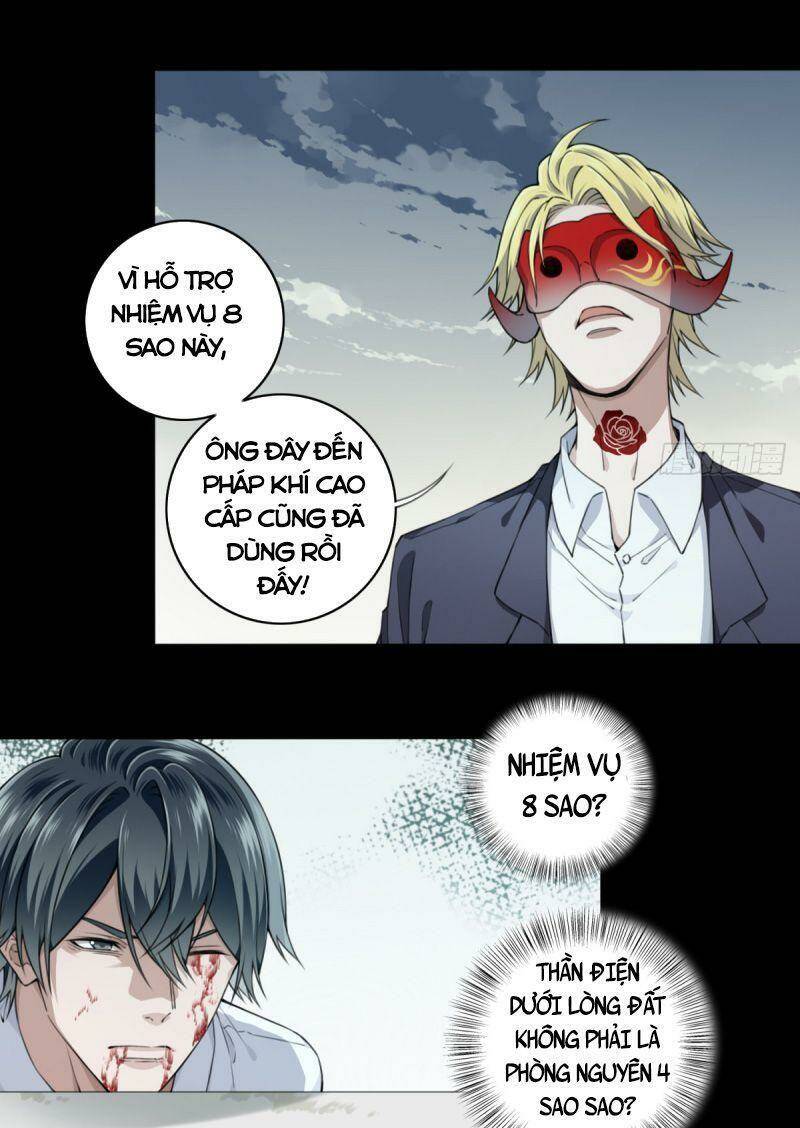 VÌ HỖ TRỢ
NHIỆM VỤ 8
SAO NÀY,
ÔNG ĐÂY ĐẾN
PHÁP KHÍ CAO
CẤP CŨNG ĐÃ
DÙNG RỒI
ĐẤY!
NHIỆM VỤ
8 SAO?
THẦN ĐIỆN
DƯỚI LÒNG ĐẤT
KHÔNG PHẢI LÀ
PHÒNG NGUYÊN 4
SAO SAO?